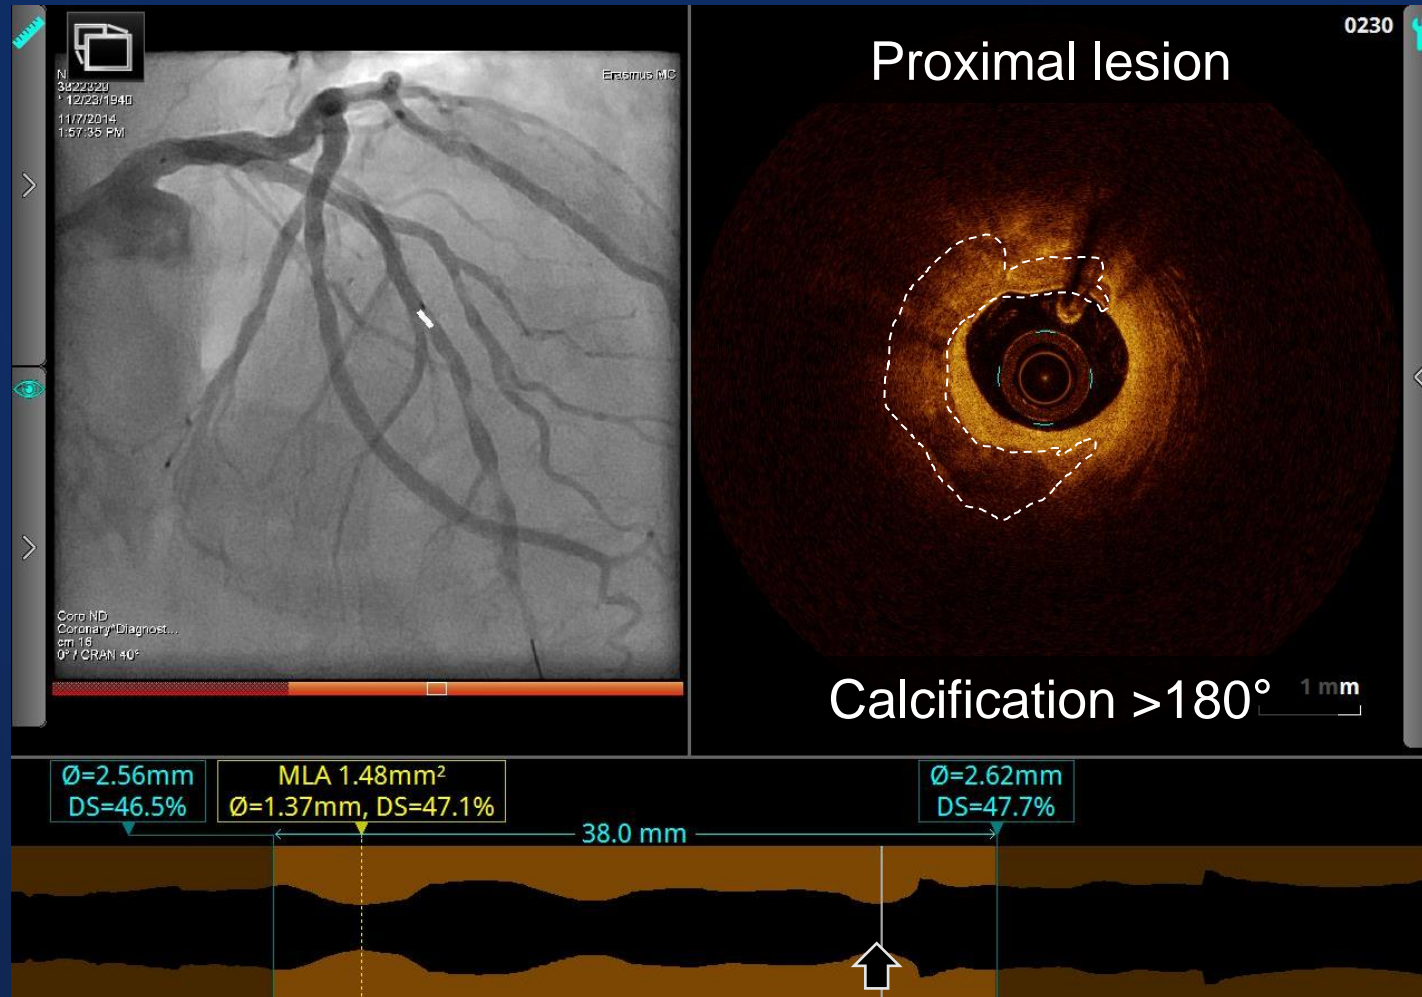 N
3822320
* 12/23/1940
11/7/2014
1:57:35 PM
Erasmus MC
Coro ND
Coronary^Diagnost...
cm 16
0° / CRAN 40°
0230
Proximal lesion
Calcification >180°
1 mm
Ø=2.56mm
DS=46.5%
MLA 1.48mm²
Ø=1.37mm, DS=47.1%
38.0 mm
Ø=2.62mm
DS=47.7%